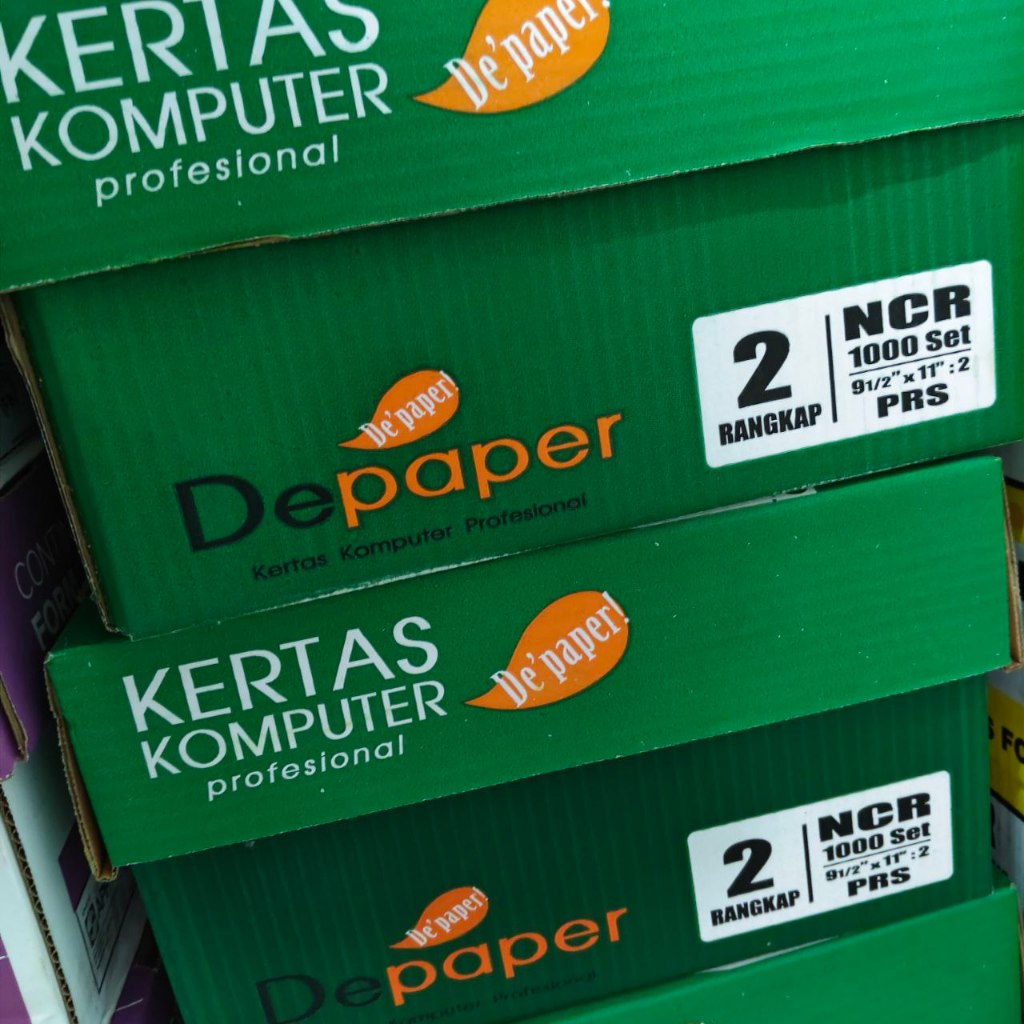 KERTAS
KOMPUTER
profesional
De'paper!
2
RANGKAP
NCR
1000 Set
9 1/2" x 11" : 2
PRS
De'paper!
Depaper
Kertas Komputer Profesional
KERTAS
KOMPUTER
profesional
De'paper!
2
RANGKAP
NCR
1000 Set
9 1/2" x 11" : 2
PRS
De'paper!
Depaper
Komputer Profesional